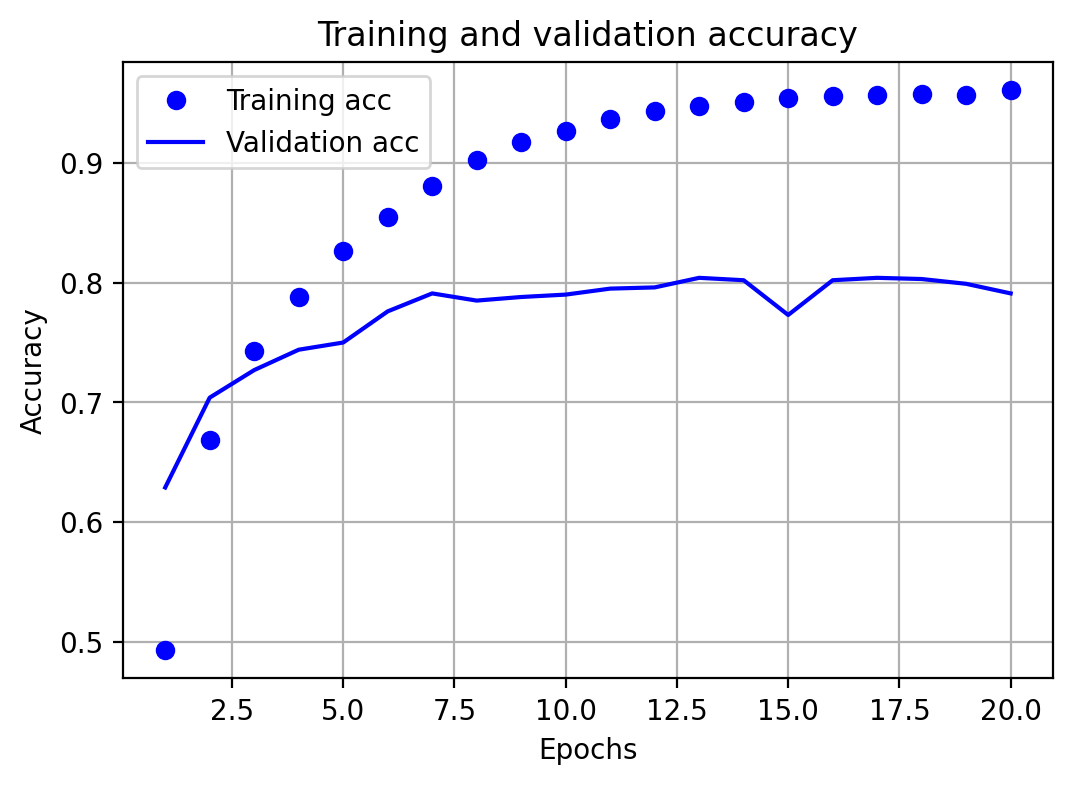 Training and validation accuracy
Training acc
Validation acc
0.9
0.8
0.7
0.6
0.5
Accuracy
2.5 5.0 7.5 10.0 12.5 15.0 17.5 20.0
Epochs